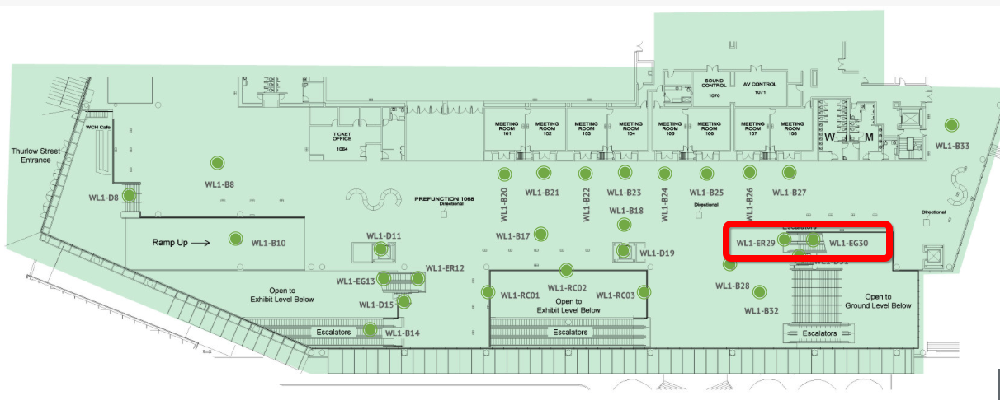 SOUND
CONTROL
1070
AV CONTROL
1071
WCH Cafe
TICKET
OFFICE
1064
MEETING
ROOM
101
MEETING
ROOM
102
MEETING
ROOM
103
MEETING
ROOM
104
MEETING
ROOM
105
MEETING
ROOM
106
MEETING
ROOM
107
MEETING
ROOM
108
W
M
WL1-B33
Thurlow Street
Entrance
WL1-B8
WL1-D8
PREFUNCTION 1068
Directional
WL1-B20
WL1-B21
WL1-B22
WL1-B23
WL1-B24
WL1-B25
WL1-B26
WL1-B27
Directional
Directional
WL1-B18
Escalators
Ramp Up
WL1-B10
WL1-D11
WL1-B17
WL1-D19
WL1-ER29
WL1-EG30
WL1-D31
WL1-ER12
WL1-EG13
WL1-RC01
WL1-RC02
WL1-RC03
WL1-B28
Open to
Exhibit Level Below
WL1-D15
Open to
Exhibit Level Below
WL1-B32
Open to
Ground Level Below
Escalators
WL1-B14
Escalators
Escalators